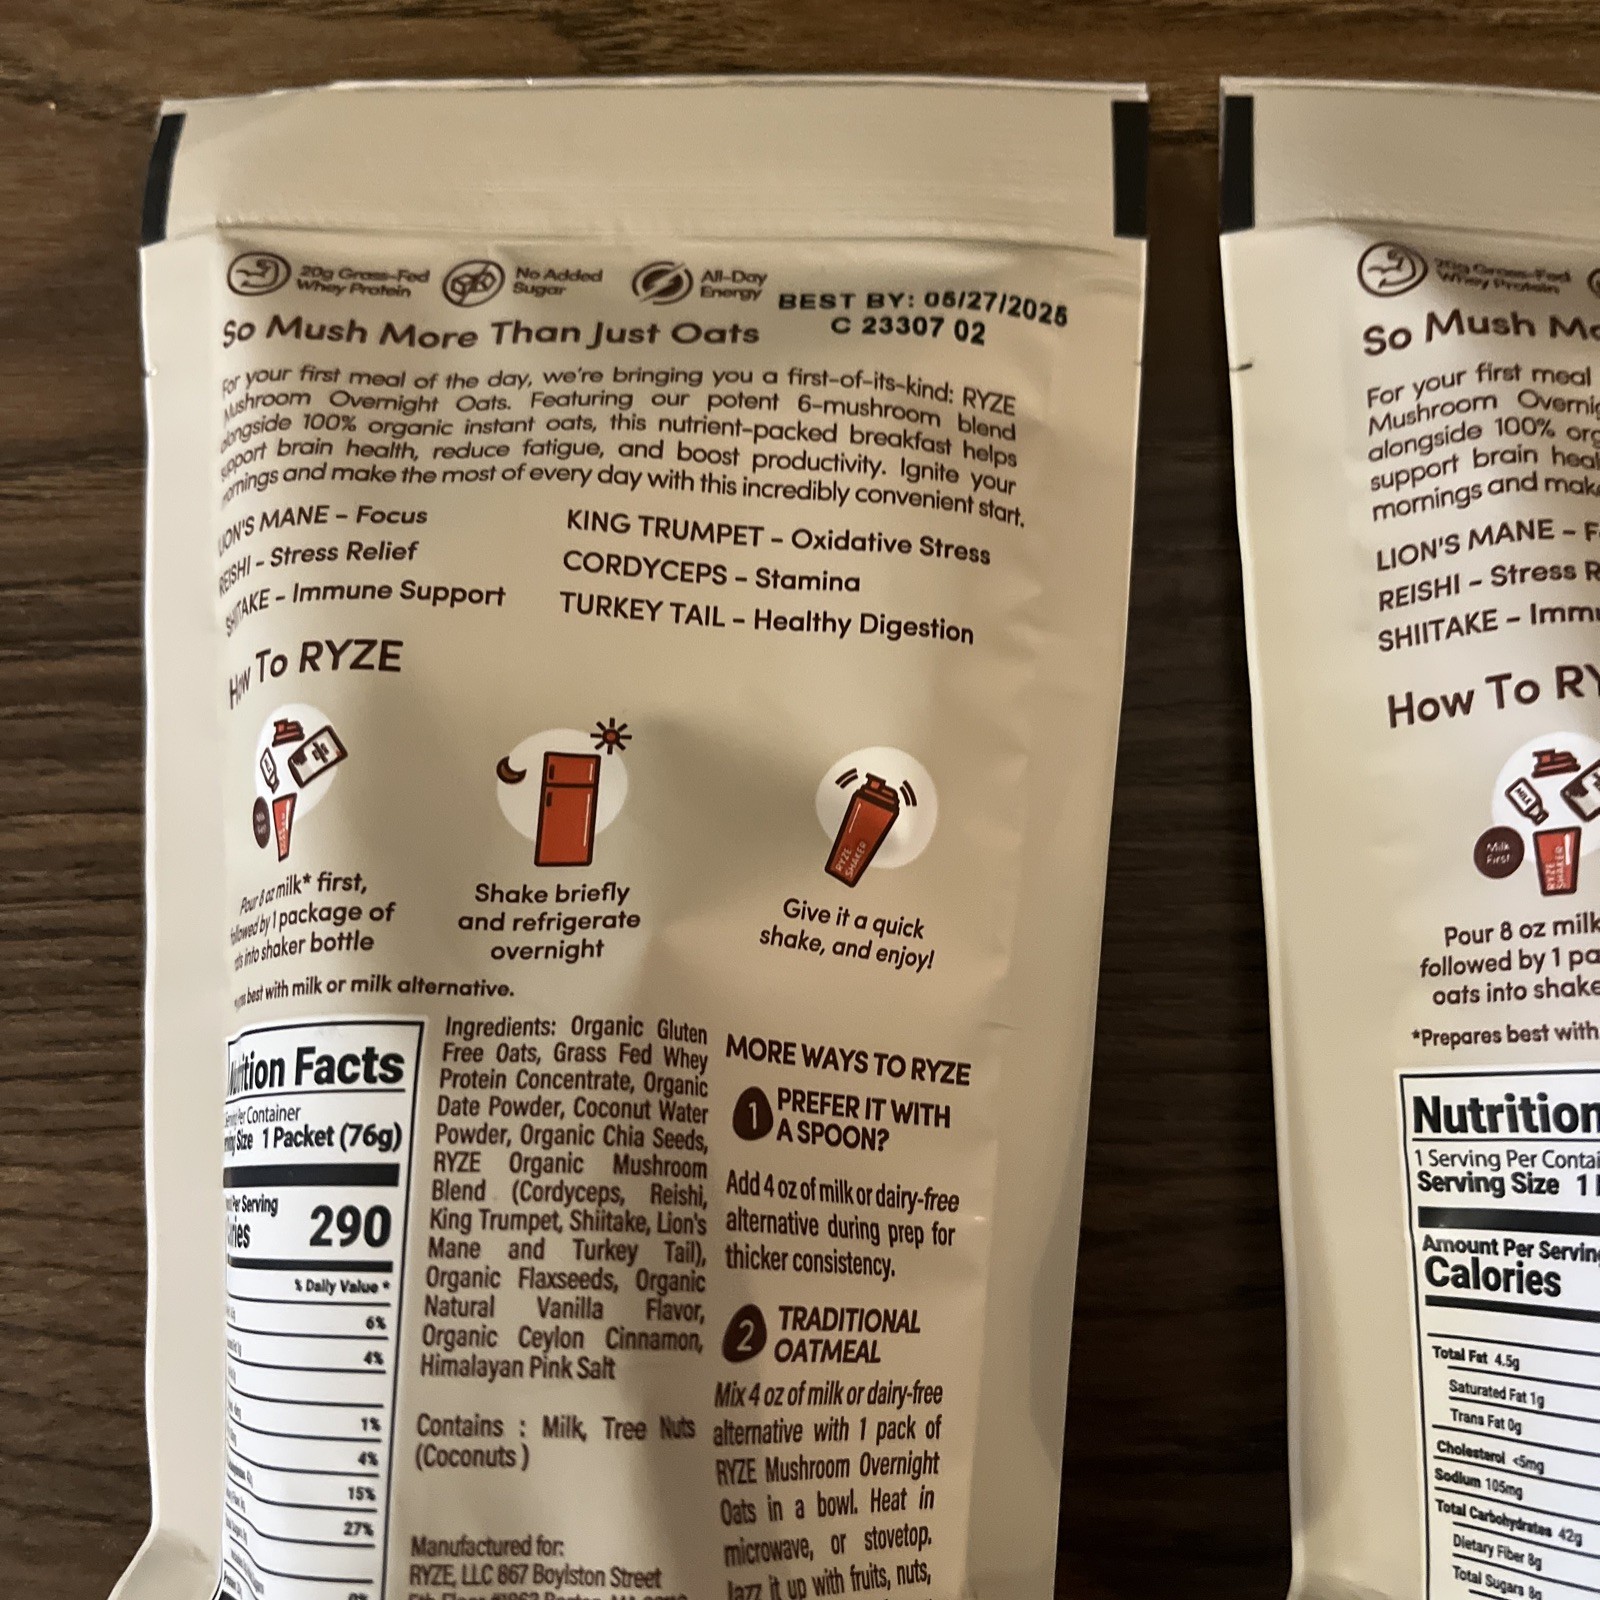 20g Grass-Fed
Whey Protein
No Added
Sugar
All-Day
Energy
BEST BY: 05/27/2025
C 23307 02
So Mush More Than Just Oats
For your first meal of the day, we're bringing you a first-of-its-kind: RYZE
Mushroom Overnight Oats. Featuring our potent 6-mushroom blend
alongside 100% organic instant oats, this nutrient-packed breakfast helps
support brain health, reduce fatigue, and boost productivity. Ignite your
mornings and make the most of every day with this incredibly convenient start.
LION'S MANE – Focus
REISHI – Stress Relief
SHIITAKE – Immune Support
KING TRUMPET – Oxidative Stress
CORDYCEPS – Stamina
TURKEY TAIL – Healthy Digestion
How To RYZE
RYZE
SHAKER
Pour 8 oz milk* first,
followed by 1 package of
oats into shaker bottle
Shake briefly
and refrigerate
overnight
Give it a quick
shake, and enjoy!
best with milk or milk alternative.
Nutrition Facts
Per Container
Size 1 Packet (76g)
Per Serving
290
% Daily Value *
6%
4%
1%
4%
15%
27%
0%
Ingredients: Organic Gluten
Free Oats, Grass Fed Whey
Protein Concentrate, Organic
Date Powder, Coconut Water
Powder, Organic Chia Seeds,
RYZE Organic Mushroom
Blend (Cordyceps, Reishi,
King Trumpet, Shiitake, Lion's
Mane and Turkey Tail),
Organic Flaxseeds, Organic
Natural Vanilla Flavor,
Organic Ceylon Cinnamon,
Himalayan Pink Salt
Contains : Milk, Tree Nuts
(Coconuts )
Manufactured for:
RYZE, LLC 867 Boylston Street
MORE WAYS TO RYZE
1 PREFER IT WITH
A SPOON?
Add 4 oz of milk or dairy-free
alternative during prep for
thicker consistency.
2 TRADITIONAL
OATMEAL
Mix 4 oz of milk or dairy-free
alternative with 1 pack of
RYZE Mushroom Overnight
Oats in a bowl. Heat in
microwave, or stovetop.
Jazz it up with fruits, nuts,
20g Grass-Fed
Whey Protein
So Mush
For your first meal
Mushroom
alongside 100%
support brain
mornings and
LION'S MANE –
REISHI – Stress
SHIITAKE –
How To
MILK
Milk
First
RYZE
SHAKER
Pour 8 oz milk
followed by 1
oats into
*Prepares best with
Nutrition
1 Serving Per
Serving Size 1
Amount Per Serving
Calories
Total Fat 4.5g
Saturated Fat 1g
Trans Fat 0g
Cholesterol <5mg
Sodium 105mg
Total Carbohydrates 42g
Dietary Fiber 8g
Total Sugars 8g